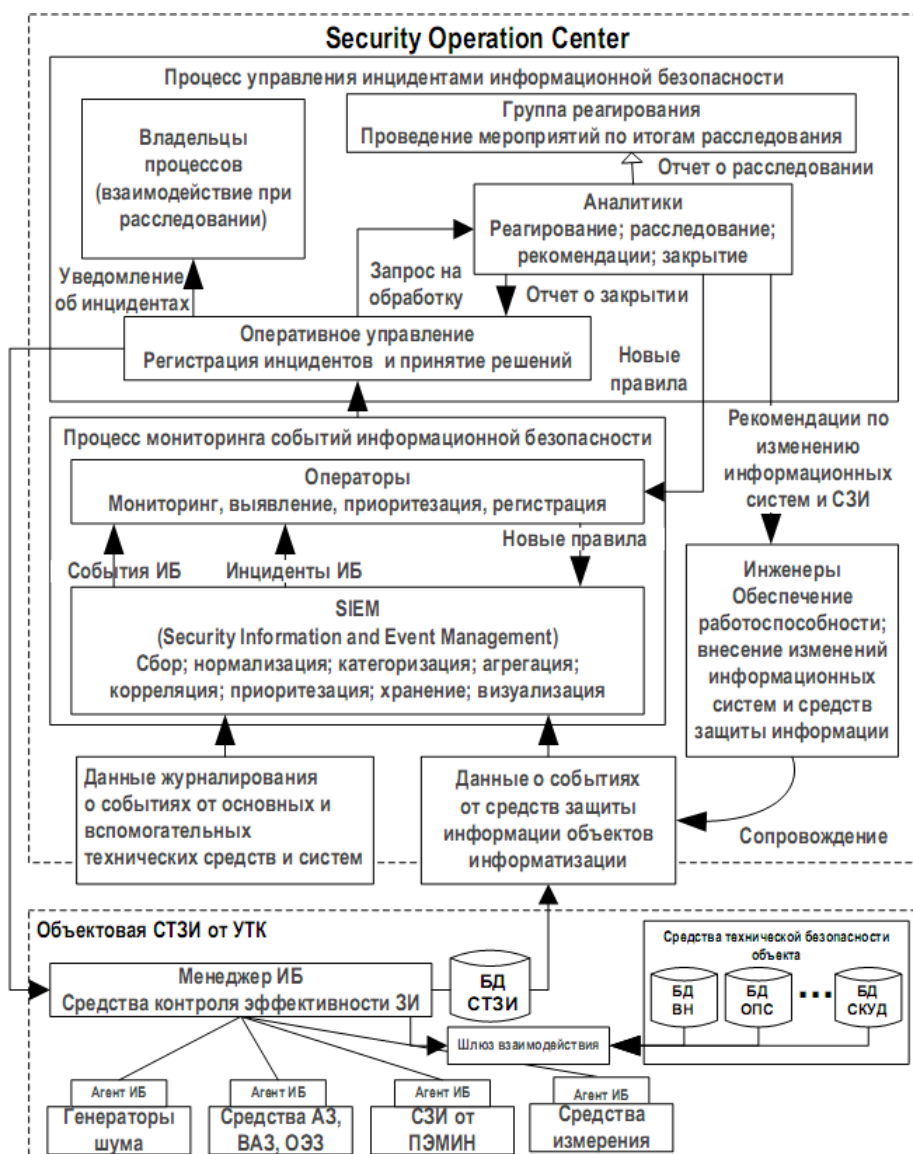 Security Operation Center
Процесс управления инцидентами информационной безопасности
Владельцы
процессов
(взаимодействие при
расследовании)
Группа реагирования
Проведение мероприятий по итогам расследования
Отчет о расследовании
Аналитики
Реагирование; расследование;
рекомендации; закрытие
Уведомление
об инцидентах
Запрос на
обработку
Отчет о закрытии
Оперативное управление
Регистрация инцидентов и принятие решений
Новые
правила
Процесс мониторинга событий информационной безопасности
Операторы
Мониторинг, выявление, приоритезация, регистрация
Рекомендации по
изменению
информационных
систем и СЗИ
События ИБ
Инциденты ИБ
Новые правила
SIEM
(Security Information and Event Management)
Сбор; нормализация; категоризация; агрегация;
корреляция; приоритезация; хранение; визуализация
Инженеры
Обеспечение
работоспособности;
внесение изменений
информационных
систем и средств
защиты информации
Данные журналирования
о событиях от основных и
вспомогательных
технических средств и систем
Данные о событиях
от средств защиты
информации объектов
информатизации
Сопровождение
Объектовая СТЗИ от УТК
Менеджер ИБ
Средства контроля эффективности ЗИ
БД
СТЗИ
Средства технической безопасности
объекта
БД
ВН
БД
ОПС
...
БД
СКУД
Шлюз взаимодействия
Агент ИБ
Генераторы
шума
Агент ИБ
Средства АЗ,
ВАЗ, ОЭЗ
Агент ИБ
СЗИ от
ПЭМИН
Агент ИБ
Средства
измерения